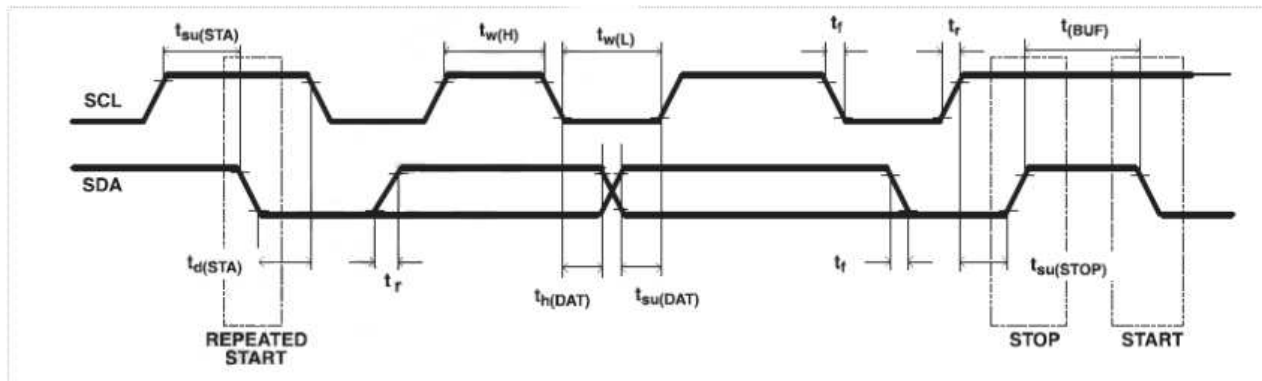 tsu(STA)
tw(H)
tw(L)
tf
tr
t(BUF)
SCL
SDA
td(STA)
tr
th(DAT)
tsu(DAT)
tf
tsu(STOP)
REPEATED
START
STOP
START